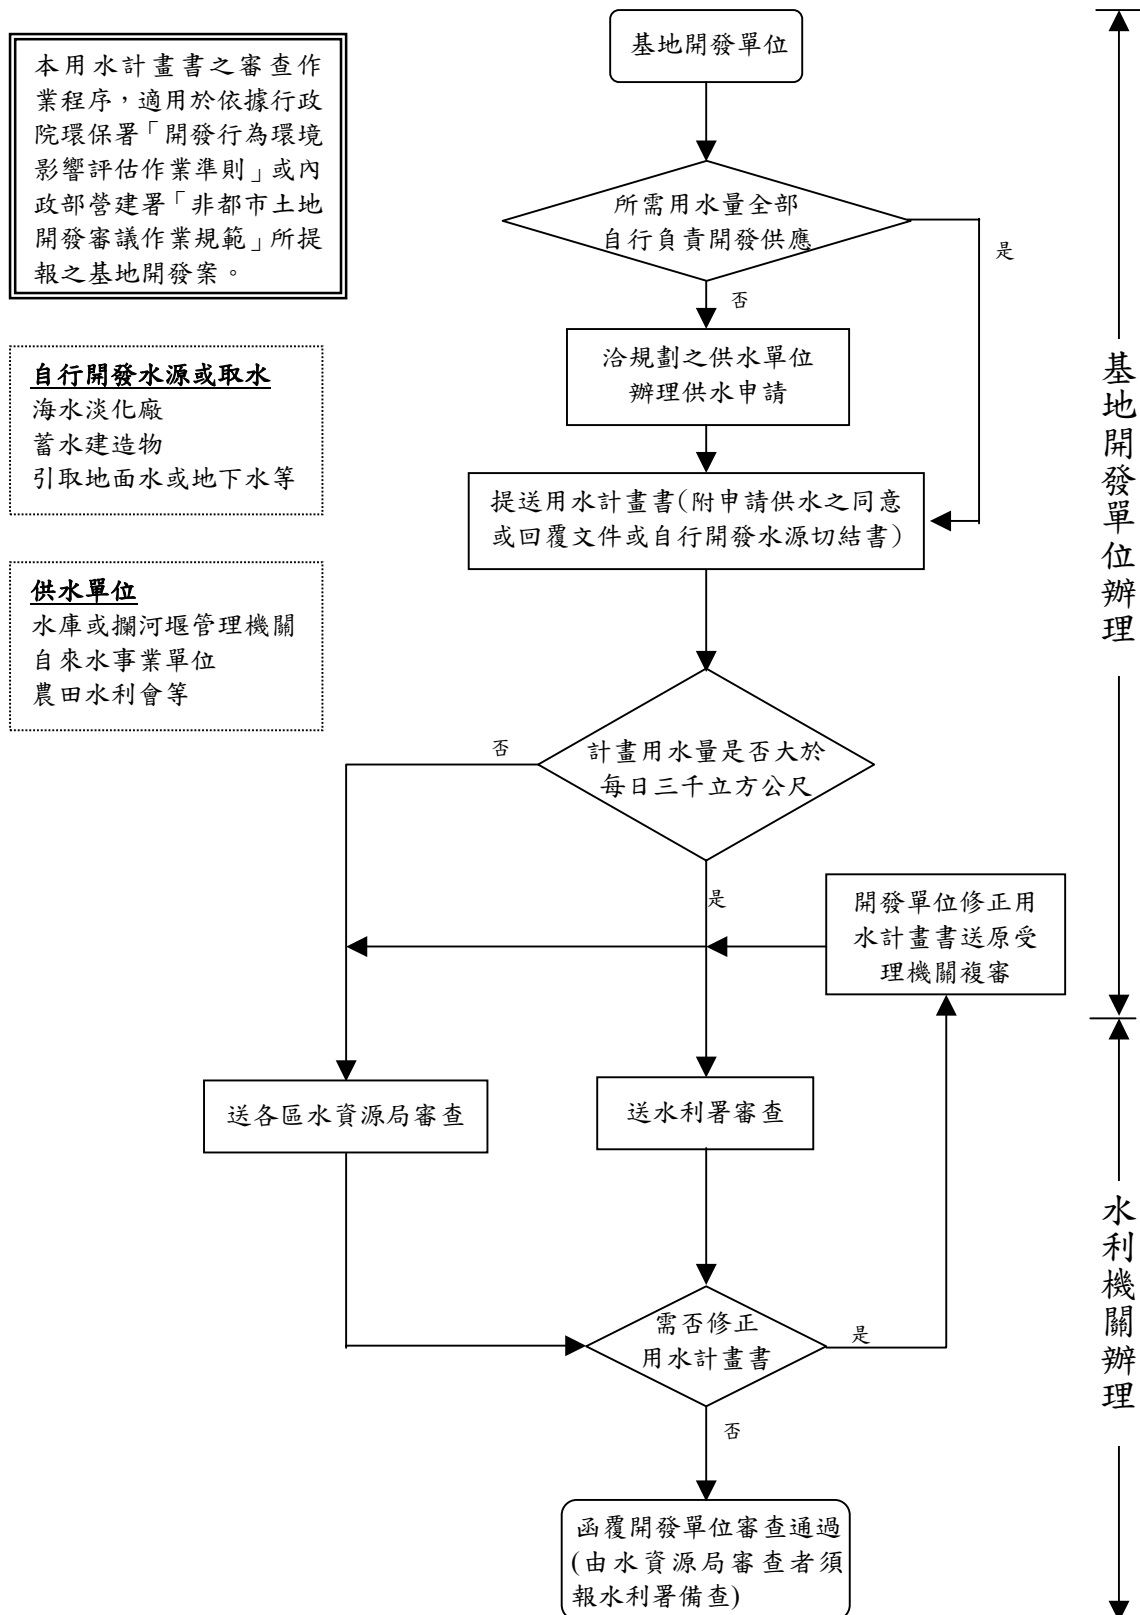 基地開發單位
本用水計畫書之審查作
業程序，適用於依據行政
院環保署「開發行為環境
影響評估作業準則」或內
政部營建署「非都市土地
開發審議作業規範」所提
報之基地開發案。
所需用水量全部
自行負責開發供應
是
否
洽規劃之供水單位
辦理供水申請
自行開發水源或取水
海水淡化廠
蓄水建造物
引取地面水或地下水等
提送用水計畫書(附申請供水之同意
或回覆文件或自行開發水源切結書)
供水單位
水庫或攔河堰管理機關
自來水事業單位
農田水利會等
基地開發單位辦理
否
計畫用水量是否大於
每日三千立方公尺
是
開發單位修正用
水計畫書送原受
理機關複審
送各區水資源局審查
送水利署審查
水利機關辦理
需否修正
用水計畫書
是
否
函覆開發單位審查通過
(由水資源局審查者須
報水利署備查)